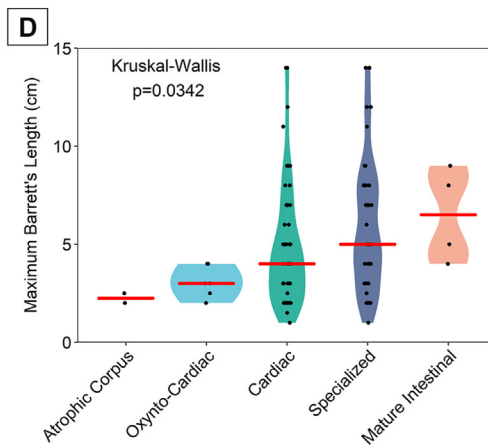 D
Kruskal-Wallis
p=0.0342
Maximum Barrett's Length (cm)
15
10
5
0
Atrophic Corpus
Oxynto-Cardiac
Cardiac
Specialized
Mature Intestinal